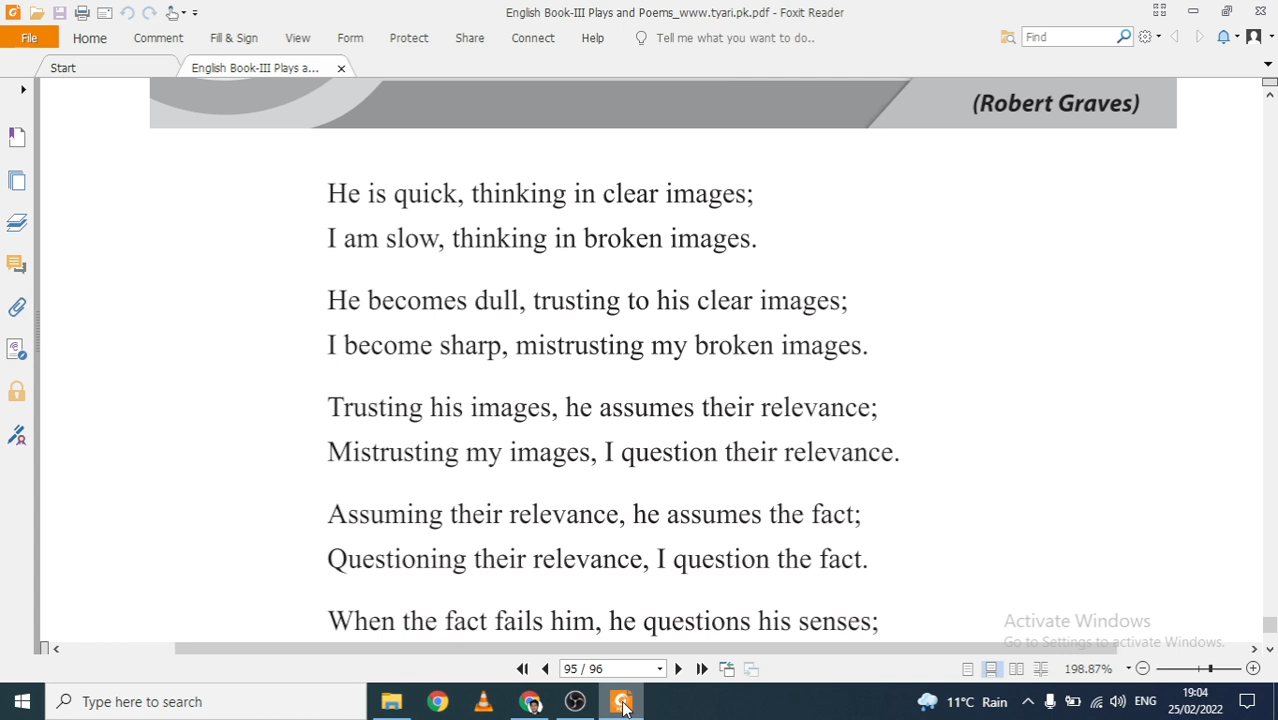 English Book-III Plays and Poems_www.tyari.pk.pdf - Foxit Reader
File Home Comment Fill & Sign View Form Protect Share Connect Help Tell me what you want to do.. Find
Start English Book-III Plays a...
(Robert Graves)
He is quick, thinking in clear images;
I am slow, thinking in broken images.
He becomes dull, trusting to his clear images;
I become sharp, mistrusting my broken images.
Trusting his images, he assumes their relevance;
Mistrusting my images, I question their relevance.
Assuming their relevance, he assumes the fact;
Questioning their relevance, I question the fact.
When the fact fails him, he questions his senses;
Activate Windows
Go to Settings to activate Windows.
95 / 96 198.87%
Type here to search 11°C Rain ENG 19:04
25/02/2022